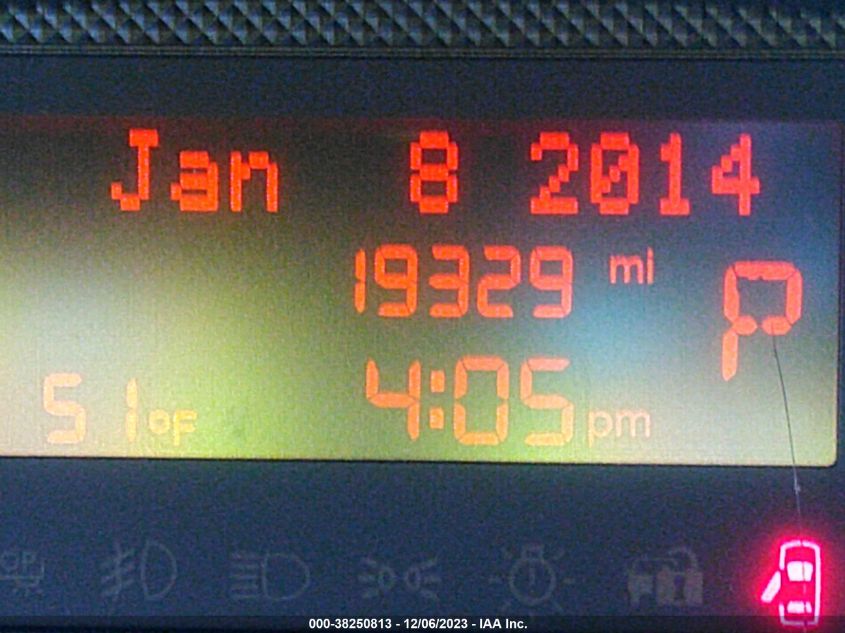 Jan 8 2014
19329 mi
P
51°F 4:05 pm
000-38250813 - 12/06/2023 - IAA Inc.